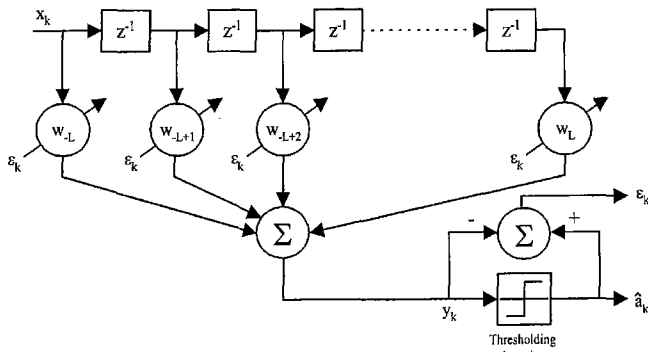 x_k
z^-1 z^-1 z^-1 z^-1
w_-L w_-L+1 w_-L+2 w_L
ε_k ε_k ε_k ε_k
Σ
ε_k
- Σ +
y_k
â_k
Thresholding